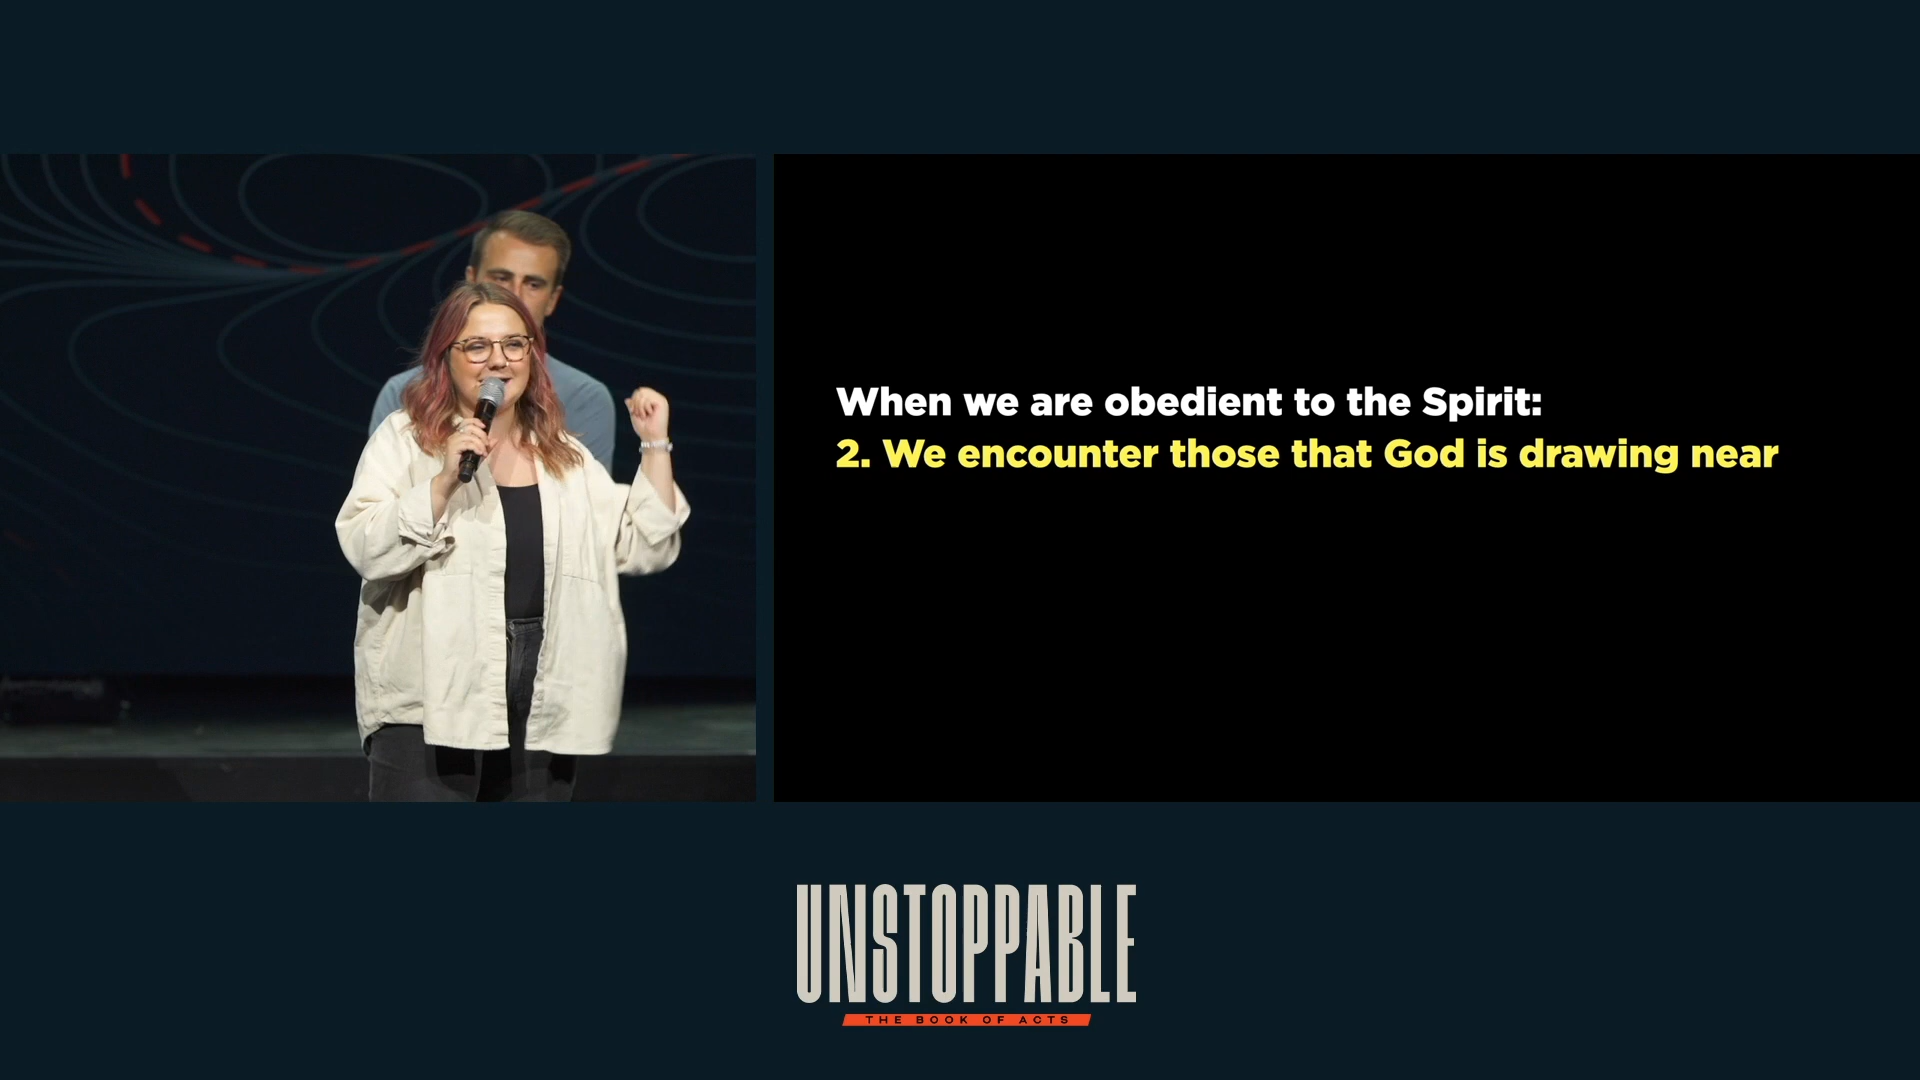 When we are obedient to the Spirit:
2. We encounter those that God is drawing near
UNSTOPPABLE
THE BOOK OF ACTS